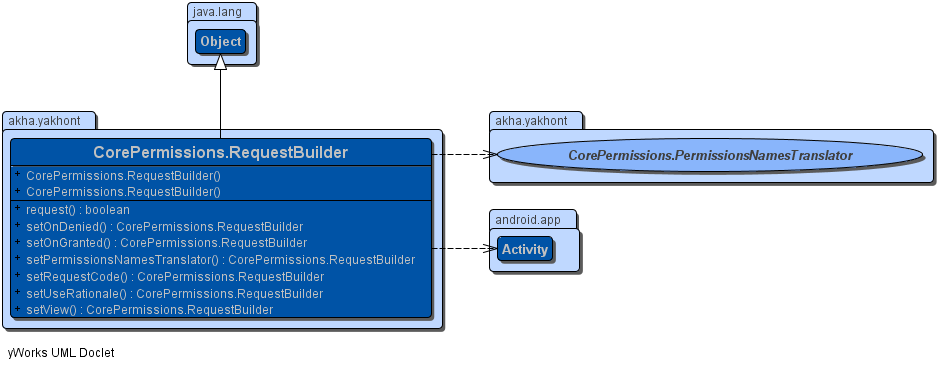 java.lang
Object
akha.yakhont
CorePermissions.RequestBuilder
+ CorePermissions.RequestBuilder()
+ CorePermissions.RequestBuilder()
+ request() : boolean
+ setOnDenied() : CorePermissions.RequestBuilder
+ setOnGranted() : CorePermissions.RequestBuilder
+ setPermissionsNamesTranslator() : CorePermissions.RequestBuilder
+ setRequestCode() : CorePermissions.RequestBuilder
+ setUseRationale() : CorePermissions.RequestBuilder
+ setView() : CorePermissions.RequestBuilder
akha.yakhont
CorePermissions.PermissionsNamesTranslator
android.app
Activity
yWorks UML Doclet